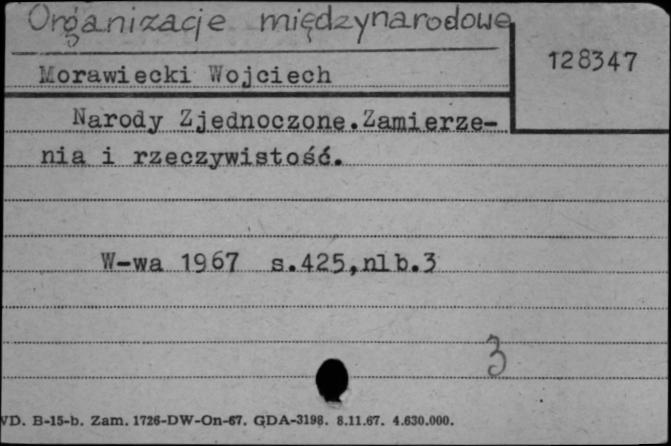 Organizacje międzynarodowe
128347
Morawiecki Wojciech
Narody Zjednoczone.Zamierze-
nia i rzeczywistość.
W-wa 1967 s.425,nlb.3
3
VD. B-15-b. Zam. 1726-DW-On-67. GDA-3198. 8.11.67. 4.630.000.